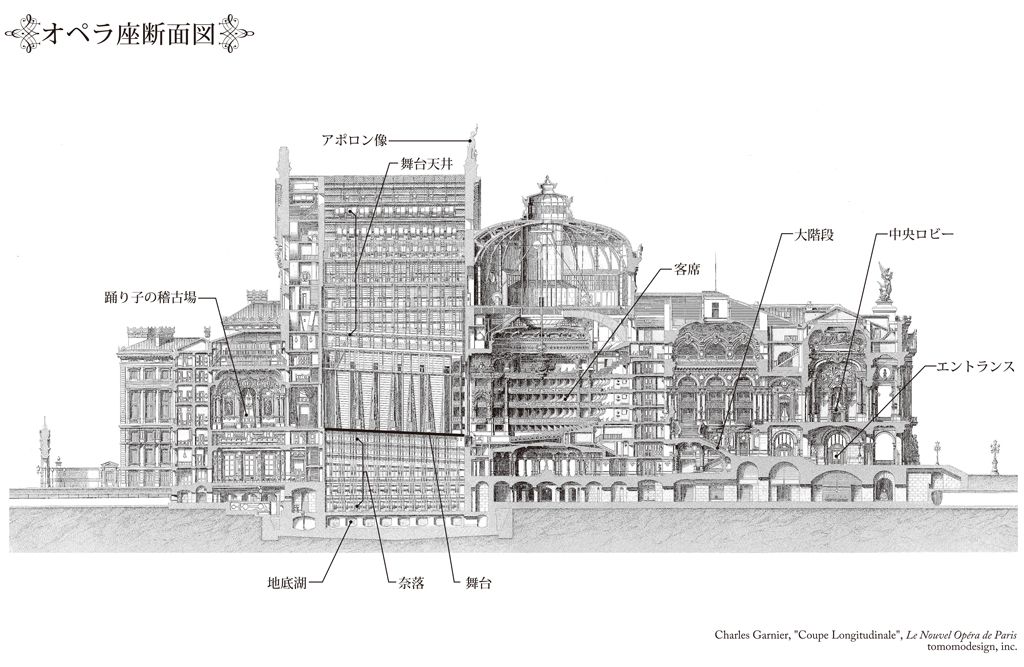 オペラ座断面図
アポロン像
舞台天井
大階段
中央ロビー
客席
踊り子の稽古場
エントランス
地底湖
奈落
舞台
Charles Garnier, "Coupe Longitudinale", Le Nouvel Opéra de Paris
tomomodesign, inc.